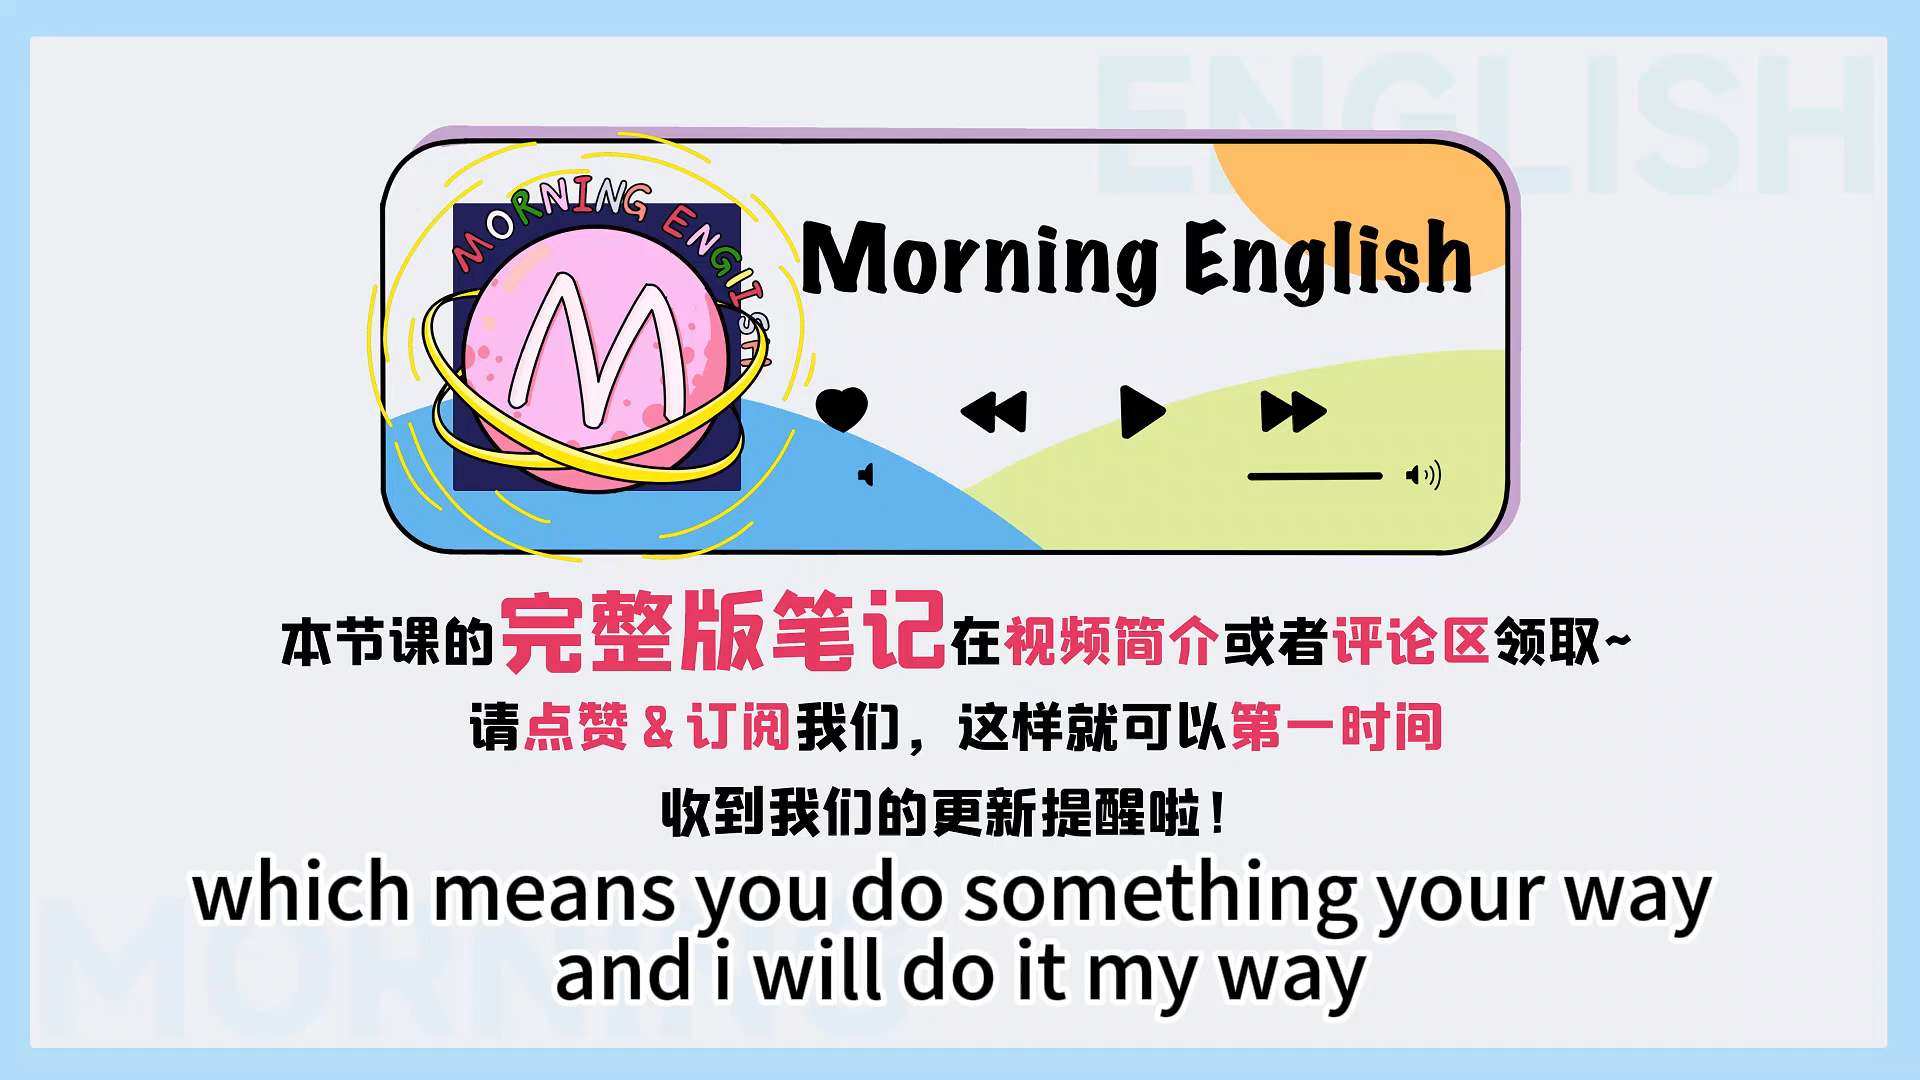 ENGLISH
MORNING ENGLISH
Morning English
M
本节课的完整版笔记在视频简介或者评论区领取~
请点赞&订阅我们，这样就可以第一时间
收到我们的更新提醒啦！
which means you do something your way
and i will do it my way
MORNING